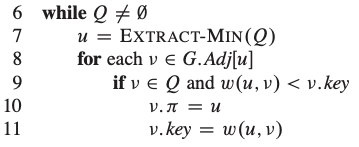 6 while Q ≠ ∅
7 u = EXTRACT-MIN(Q)
8 for each v ∈ G.Adj[u]
9 if v ∈ Q and w(u, v) < v.key
10 v.π = u
11 v.key = w(u, v)